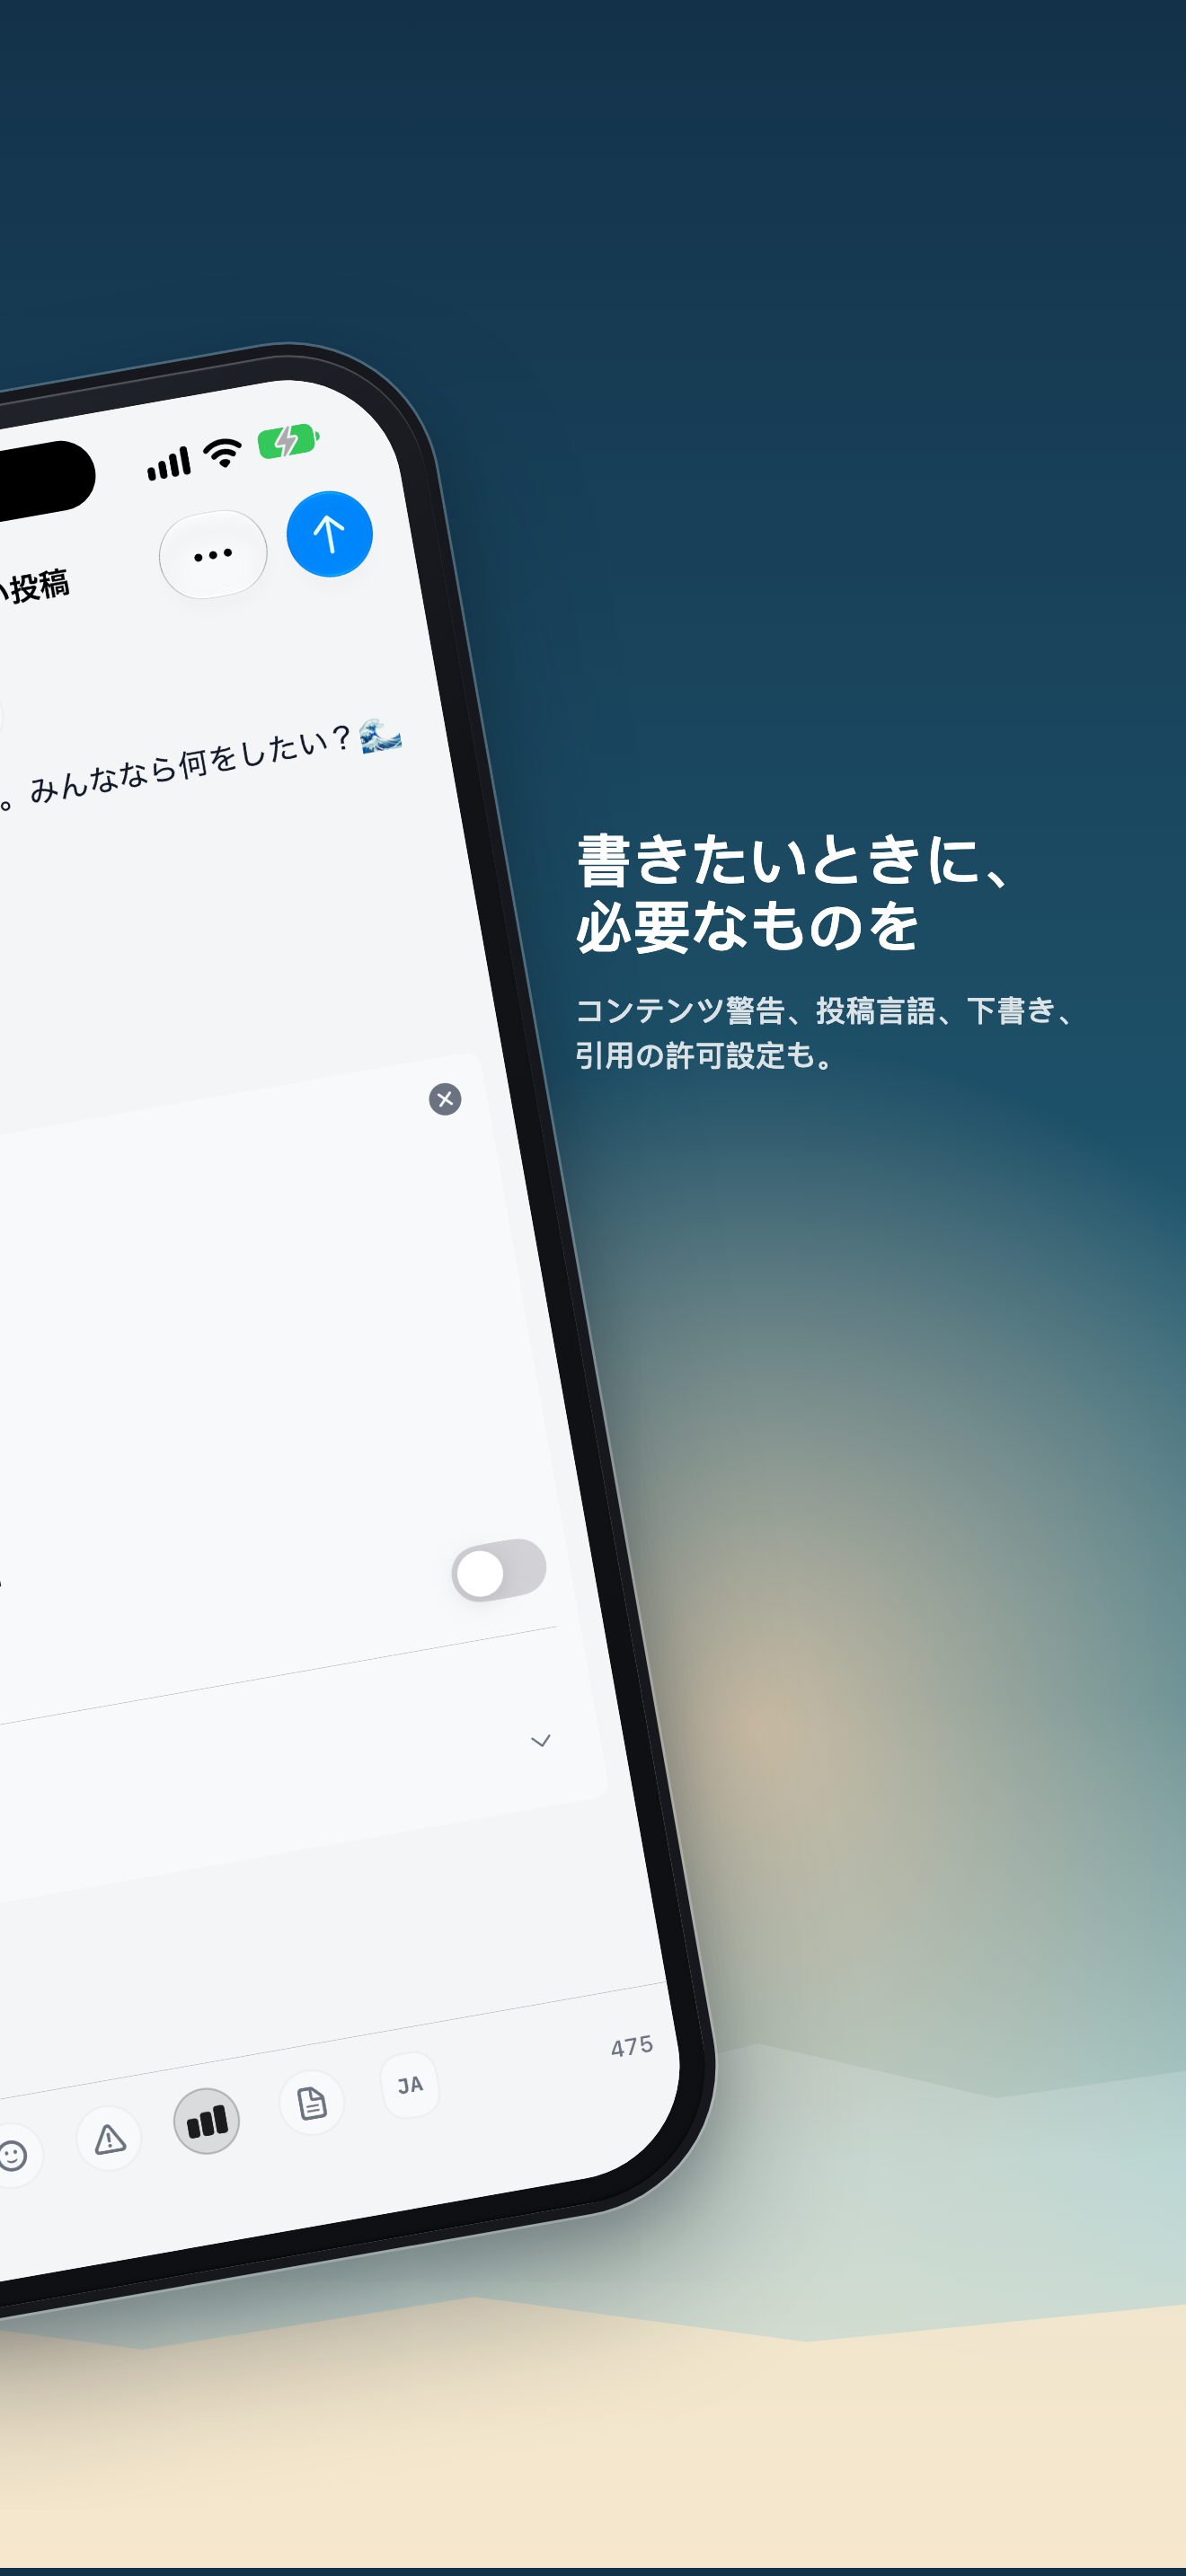 い投稿
。みんなら何をしたい？🌊
書きたいときに、
必要なものを
コンテンツ警告、投稿言語、下書き、
引用の許可設定も。
475
JA